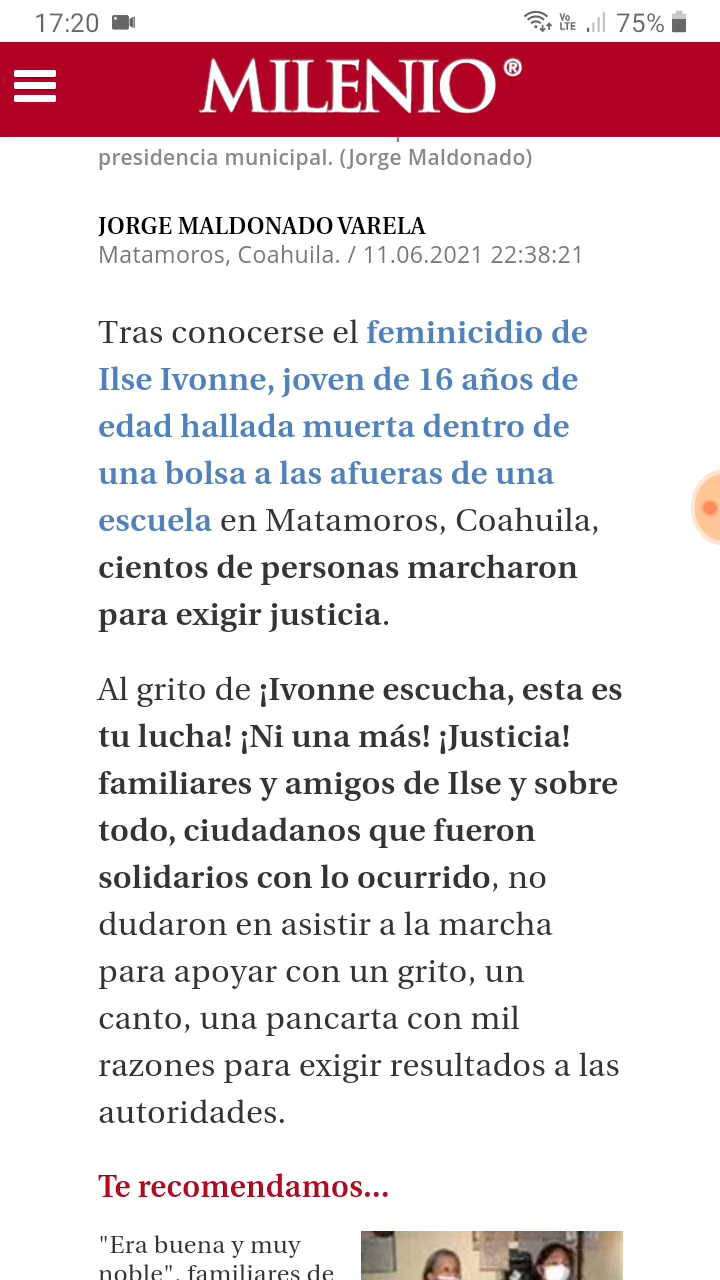 17:20
Vo
LTE
75%
MILENIO®
presidencia municipal. (Jorge Maldonado)
JORGE MALDONADO VARELA
Matamoros, Coahuila. / 11.06.2021 22:38:21
Tras conocerse el feminicidio de
Ilse Ivonne, joven de 16 años de
edad hallada muerta dentro de
una bolsa a las afueras de una
escuela en Matamoros, Coahuila,
cientos de personas marcharon
para exigir justicia.
Al grito de ¡Ivonne escucha, esta es
tu lucha! ¡Ni una más! ¡Justicia!
familiares y amigos de Ilse y sobre
todo, ciudadanos que fueron
solidarios con lo ocurrido, no
dudaron en asistir a la marcha
para apoyar con un grito, un
canto, una pancarta con mil
razones para exigir resultados a las
autoridades.
Te recomendamos...
"Era buena y muy
noble", familiares de